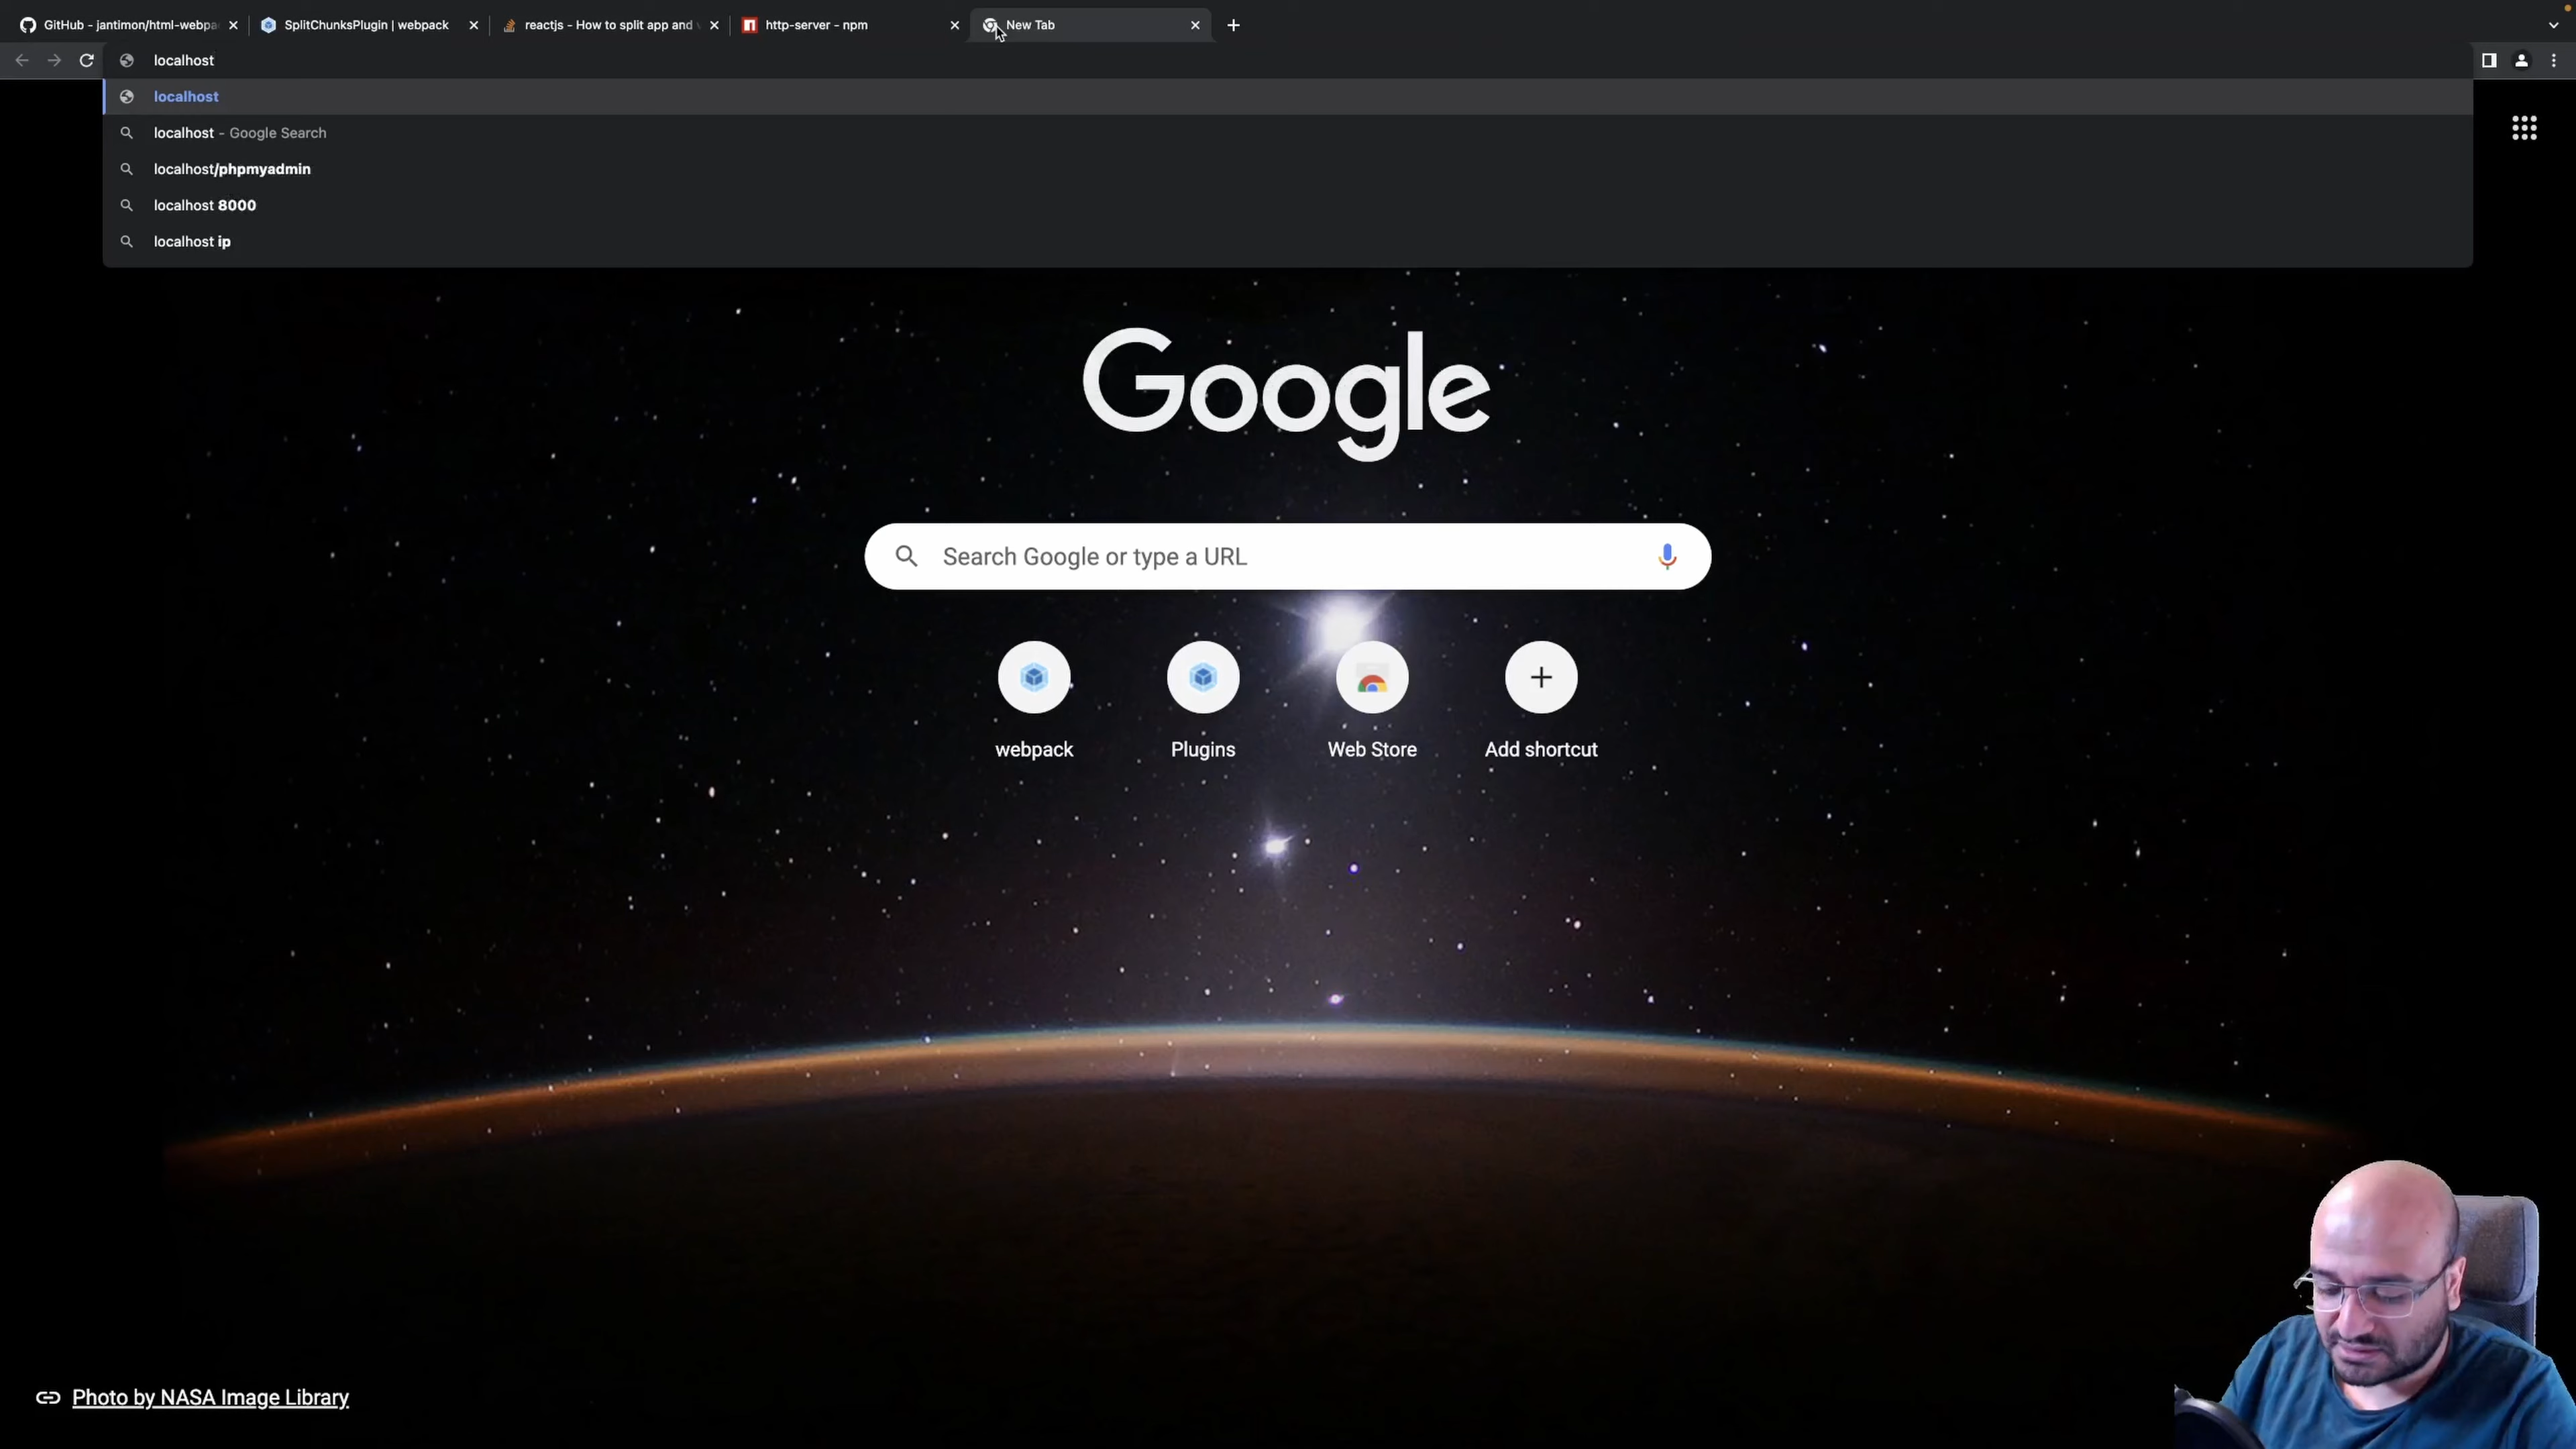 GitHub - jantimon/html-webpa
SplitChunksPlugin | webpack
reactjs - How to split app and
http-server - npm
New Tab
localhost
localhost
localhost - Google Search
localhost/phpmyadmin
localhost 8000
localhost ip
Google
Search Google or type a URL
webpack
Plugins
Web Store
Add shortcut
Photo by NASA Image Library